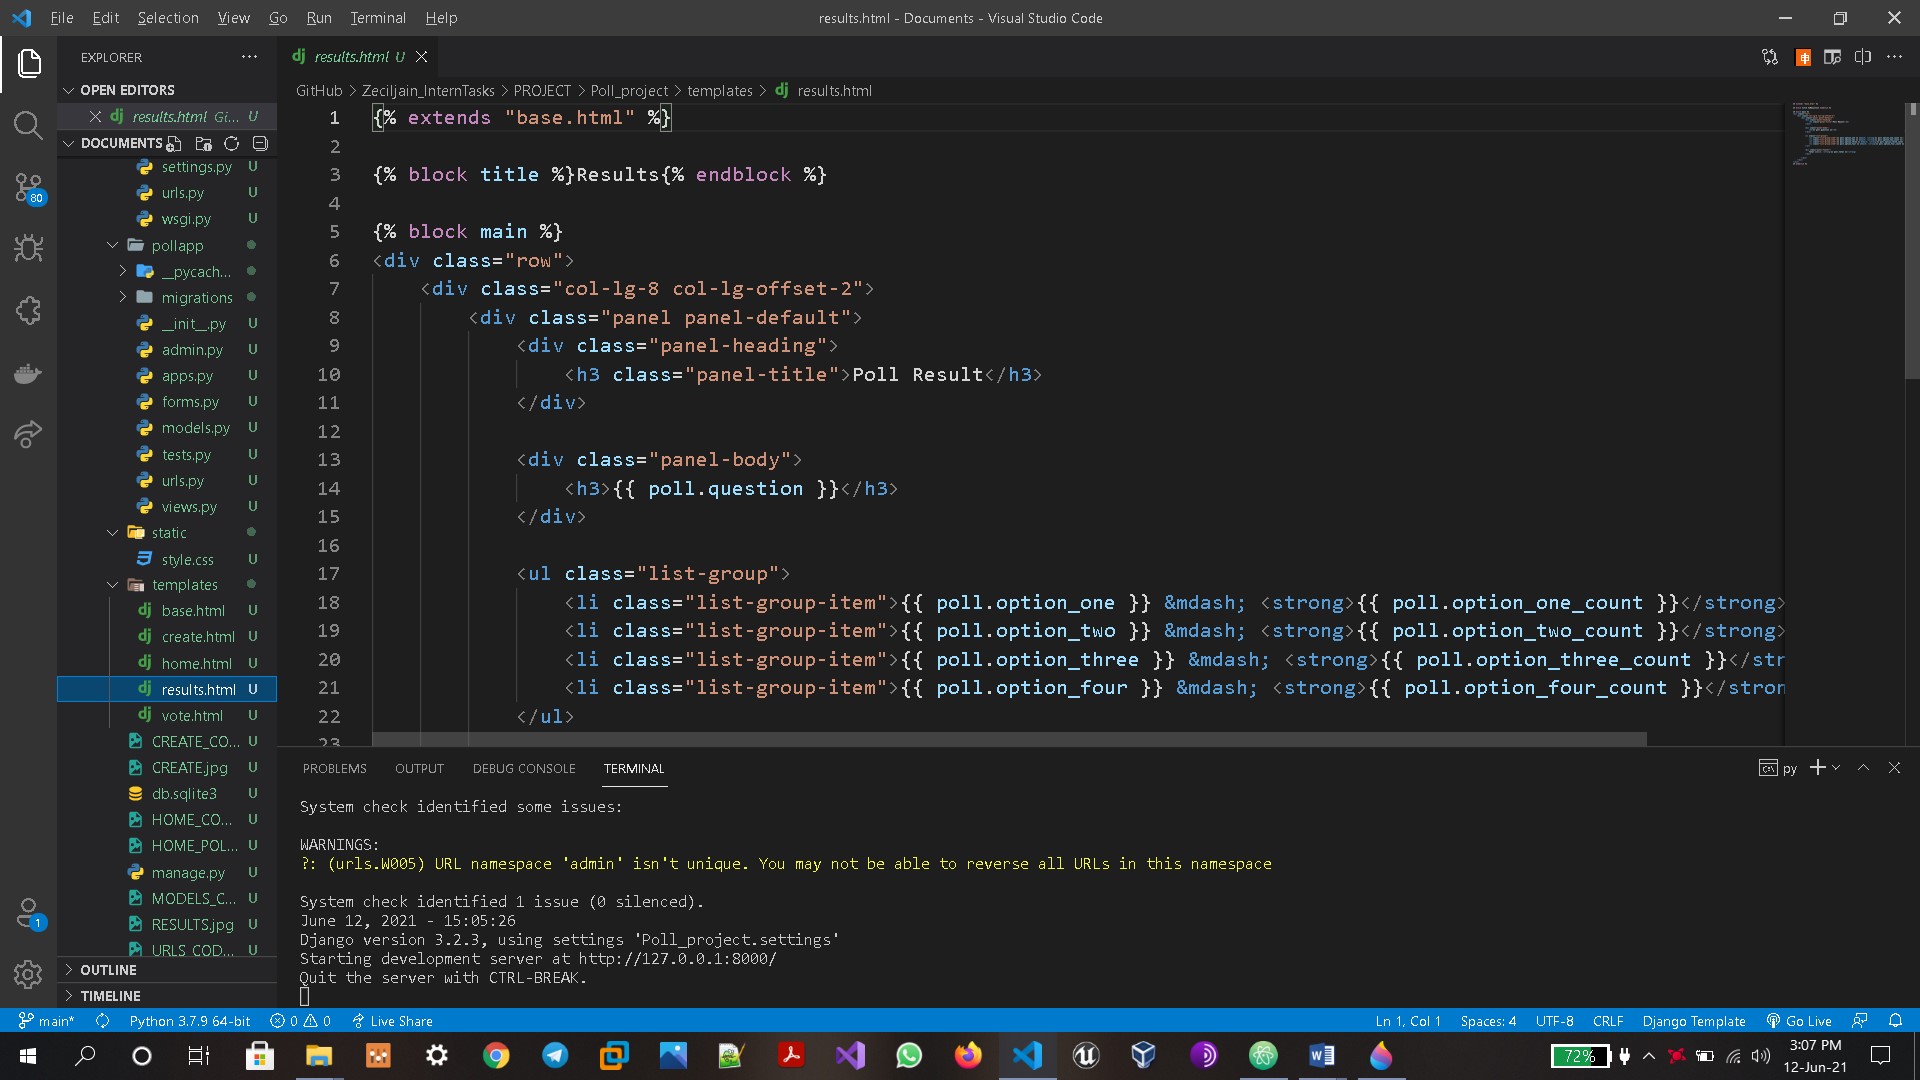 File Edit Selection View Go Run Terminal Help
results.html - Documents - Visual Studio Code
EXPLORER
OPEN EDITORS
results.html Gi... U
DOCUMENTS
settings.py U
urls.py U
wsgi.py U
pollapp
__pycach...
migrations
__init__.py U
admin.py U
apps.py U
forms.py U
models.py U
tests.py U
urls.py U
views.py U
static
style.css U
templates
base.html U
create.html U
home.html U
results.html U
vote.html U
CREATE_CO... U
CREATE.jpg U
db.sqlite3 U
HOME_CO... U
HOME_POL... U
manage.py U
MODELS_C... U
RESULTS.jpg U
URLS_COD... U
OUTLINE
TIMELINE
80
1
results.html U
GitHub > Zeciljain_InternTasks > PROJECT > Poll_project > templates > results.html
1 {% extends "base.html" %}
2
3 {% block title %}Results{% endblock %}
4
5 {% block main %}
6 <div class="row">
7 <div class="col-lg-8 col-lg-offset-2">
8 <div class="panel panel-default">
9 <div class="panel-heading">
10 <h3 class="panel-title">Poll Result</h3>
11 </div>
12
13 <div class="panel-body">
14 <h3>{{ poll.question }}</h3>
15 </div>
16
17 <ul class="list-group">
18 <li class="list-group-item">{{ poll.option_one }} &mdash; <strong>{{ poll.option_one_count }}</strong>
19 <li class="list-group-item">{{ poll.option_two }} &mdash; <strong>{{ poll.option_two_count }}</strong>
20 <li class="list-group-item">{{ poll.option_three }} &mdash; <strong>{{ poll.option_three_count }}</str
21 <li class="list-group-item">{{ poll.option_four }} &mdash; <strong>{{ poll.option_four_count }}</stron
22 </ul>
23
PROBLEMS OUTPUT DEBUG CONSOLE TERMINAL
py
System check identified some issues:
WARNINGS:
?: (urls.W005) URL namespace 'admin' isn't unique. You may not be able to reverse all URLs in this namespace
System check identified 1 issue (0 silenced).
June 12, 2021 - 15:05:26
Django version 3.2.3, using settings 'Poll_project.settings'
Starting development server at http://127.0.0.1:8000/
Quit the server with CTRL-BREAK.
main* Python 3.7.9 64-bit 0 0 Live Share
Ln 1, Col 1 Spaces: 4 UTF-8 CRLF Django Template Go Live
72%
3:07 PM
12-Jun-21